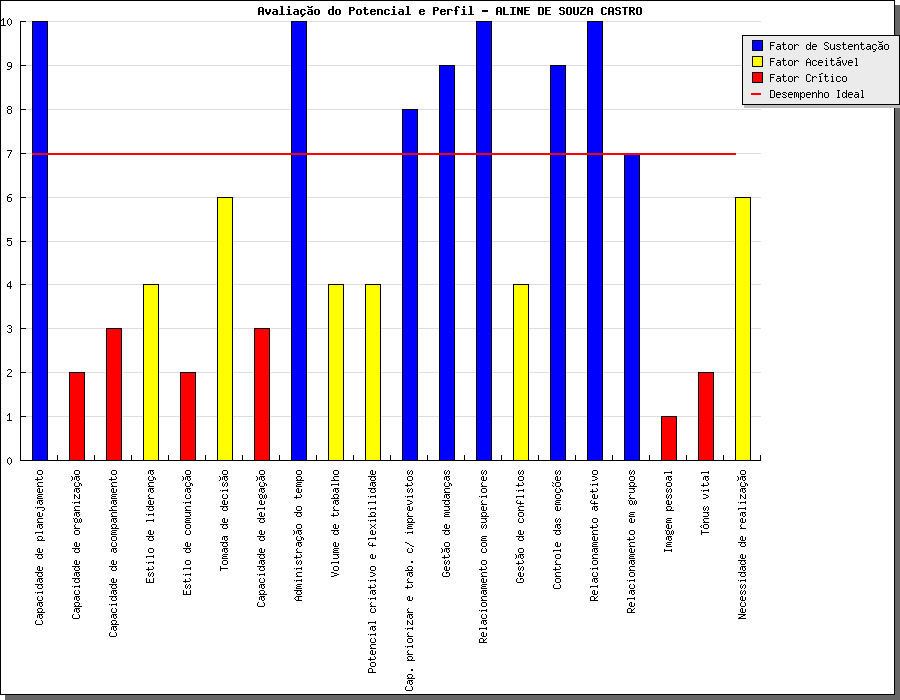 Avaliação do Potencial e Perfil - ALINE DE SOUZA CASTRO
Fator de Sustentação
Fator Aceitável
Fator Crítico
Desempenho Ideal
10
9
8
7
6
5
4
3
2
1
0
Capacidade de planejamento
Capacidade de organização
Capacidade de acompanhamento
Estilo de liderança
Estilo de comunicação
Tomada de decisão
Capacidade de delegação
Administração do tempo
Volume de trabalho
Potencial criativo e flexibilidade
Cap. priorizar e trab. c/ imprevistos
Gestão de mudanças
Relacionamento com superiores
Gestão de conflitos
Controle das emoções
Relacionamento afetivo
Relacionamento em grupos
Imagem pessoal
Tônus vital
Necessidade de realização